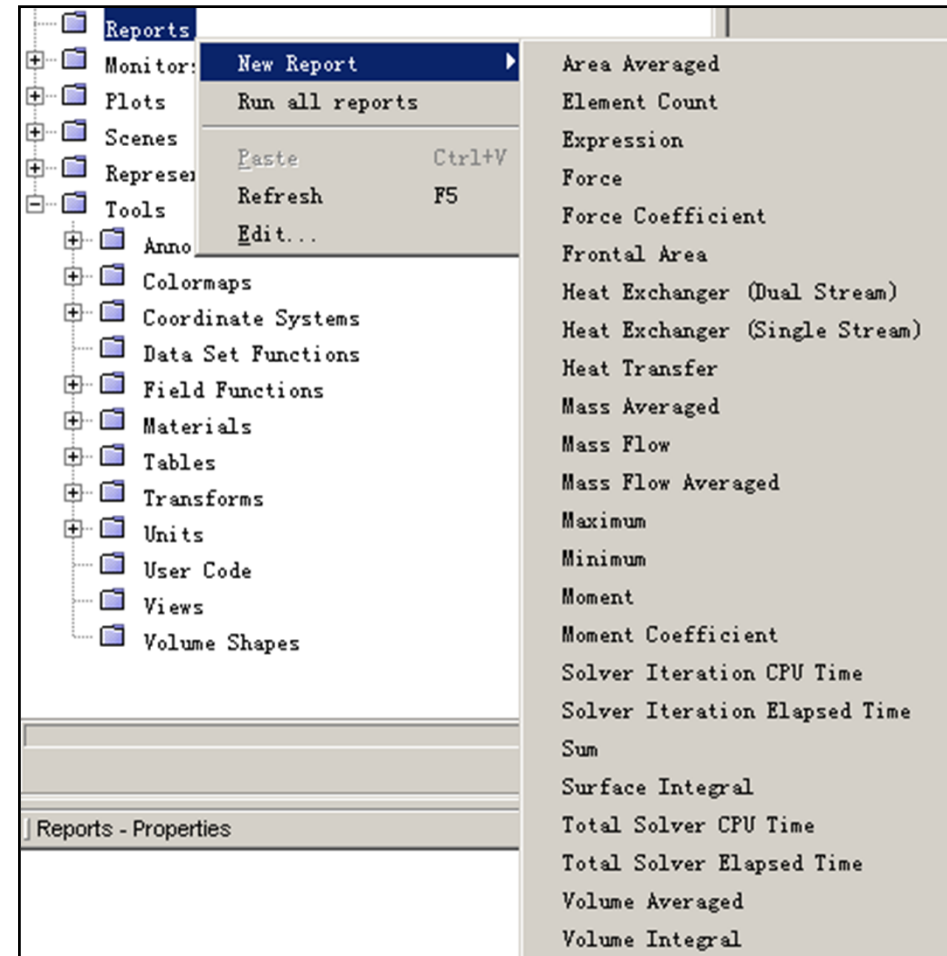 Reports
Monitors
Plots
Scenes
Tools
Anno
Colormaps
Coordinate Systems
Data Set Functions
Field Functions
Materials
Tables
Transforms
Units
User Code
Views
Volume Shapes
New Report
Run all reports
Paste Ctrl+V
Refresh F5
Edit...
Area Averaged
Element Count
Expression
Force
Force Coefficient
Frontal Area
Heat Exchanger (Dual Stream)
Heat Exchanger (Single Stream)
Heat Transfer
Mass Averaged
Mass Flow
Mass Flow Averaged
Maximum
Minimum
Moment
Moment Coefficient
Solver Iteration CPU Time
Solver Iteration Elapsed Time
Sum
Surface Integral
Total Solver CPU Time
Total Solver Elapsed Time
Volume Averaged
Volume Integral
Reports - Properties